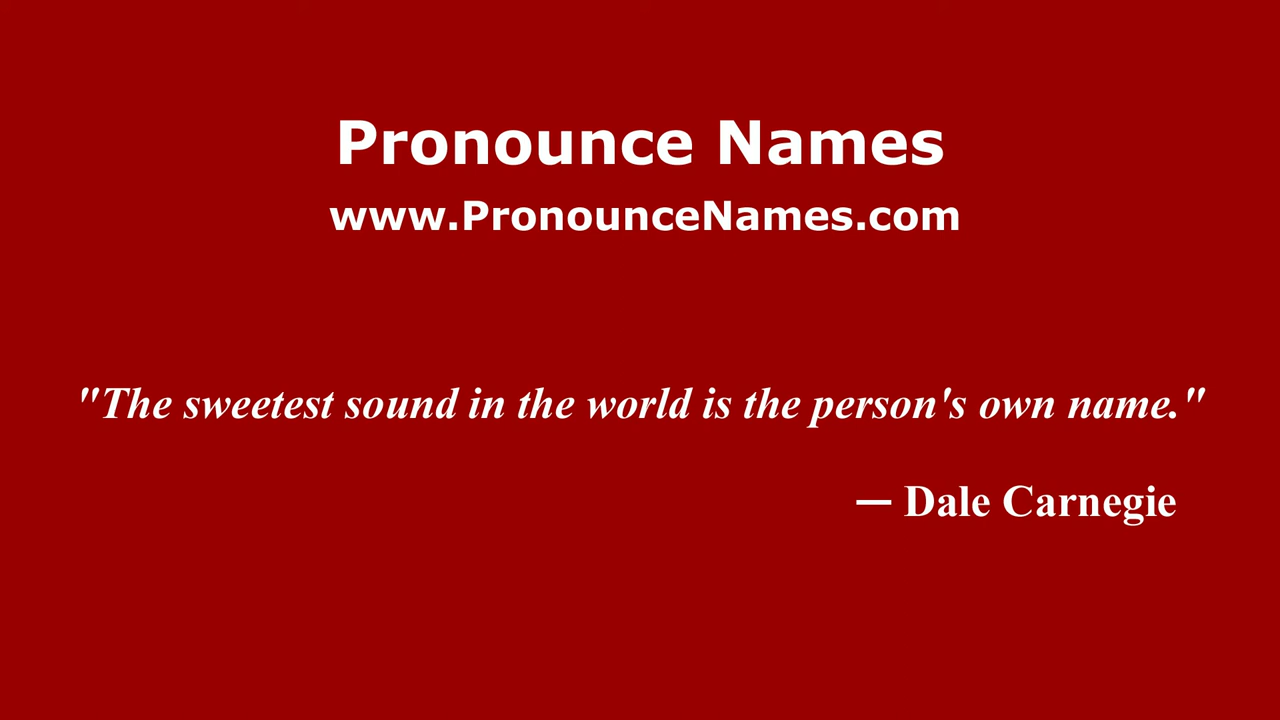 Pronounce Names
www.PronounceNames.com
"The sweetest sound in the world is the person's own name."
— Dale Carnegie